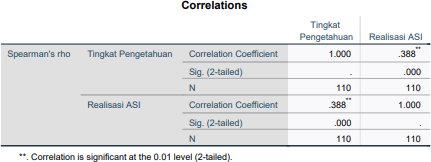 Correlations
Tingkat Pengetahuan Realisasi ASI
Spearman's rho Tingkat Pengetahuan Correlation Coefficient 1.000 .388**
Sig. (2-tailed) . .000
N 110 110
Realisasi ASI Correlation Coefficient .388** 1.000
Sig. (2-tailed) .000 .
N 110 110
**. Correlation is significant at the 0.01 level (2-tailed).